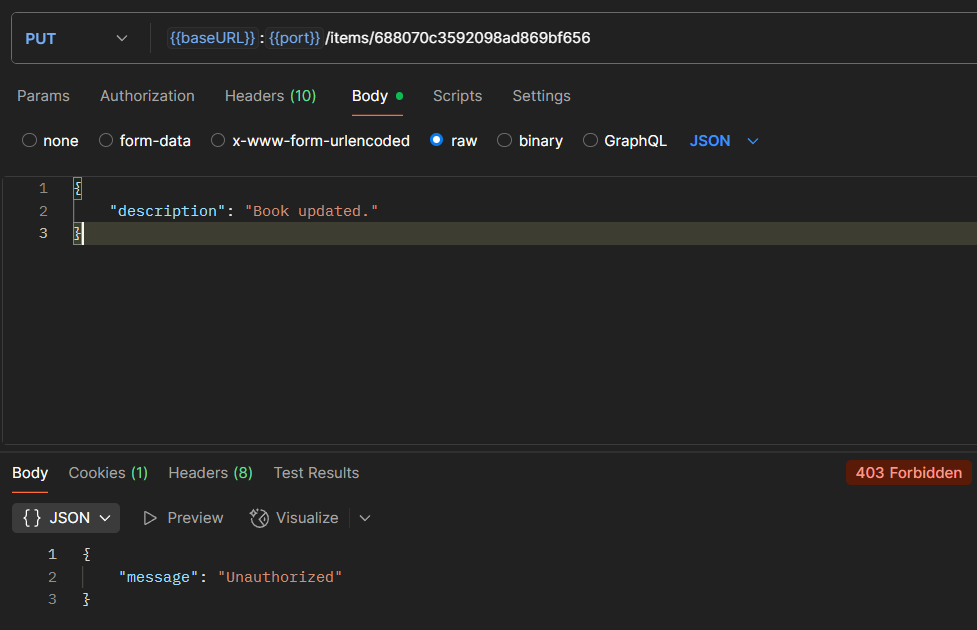 PUT {{baseURL}} : {{port}} /items/688070c3592098ad869bf656
Params Authorization Headers (10) Body Scripts Settings
none form-data x-www-form-urlencoded raw binary GraphQL JSON
1 {
2 "description": "Book updated."
3 }
Body Cookies (1) Headers (8) Test Results 403 Forbidden
{} JSON Preview Visualize
1 {
2 "message": "Unauthorized"
3 }